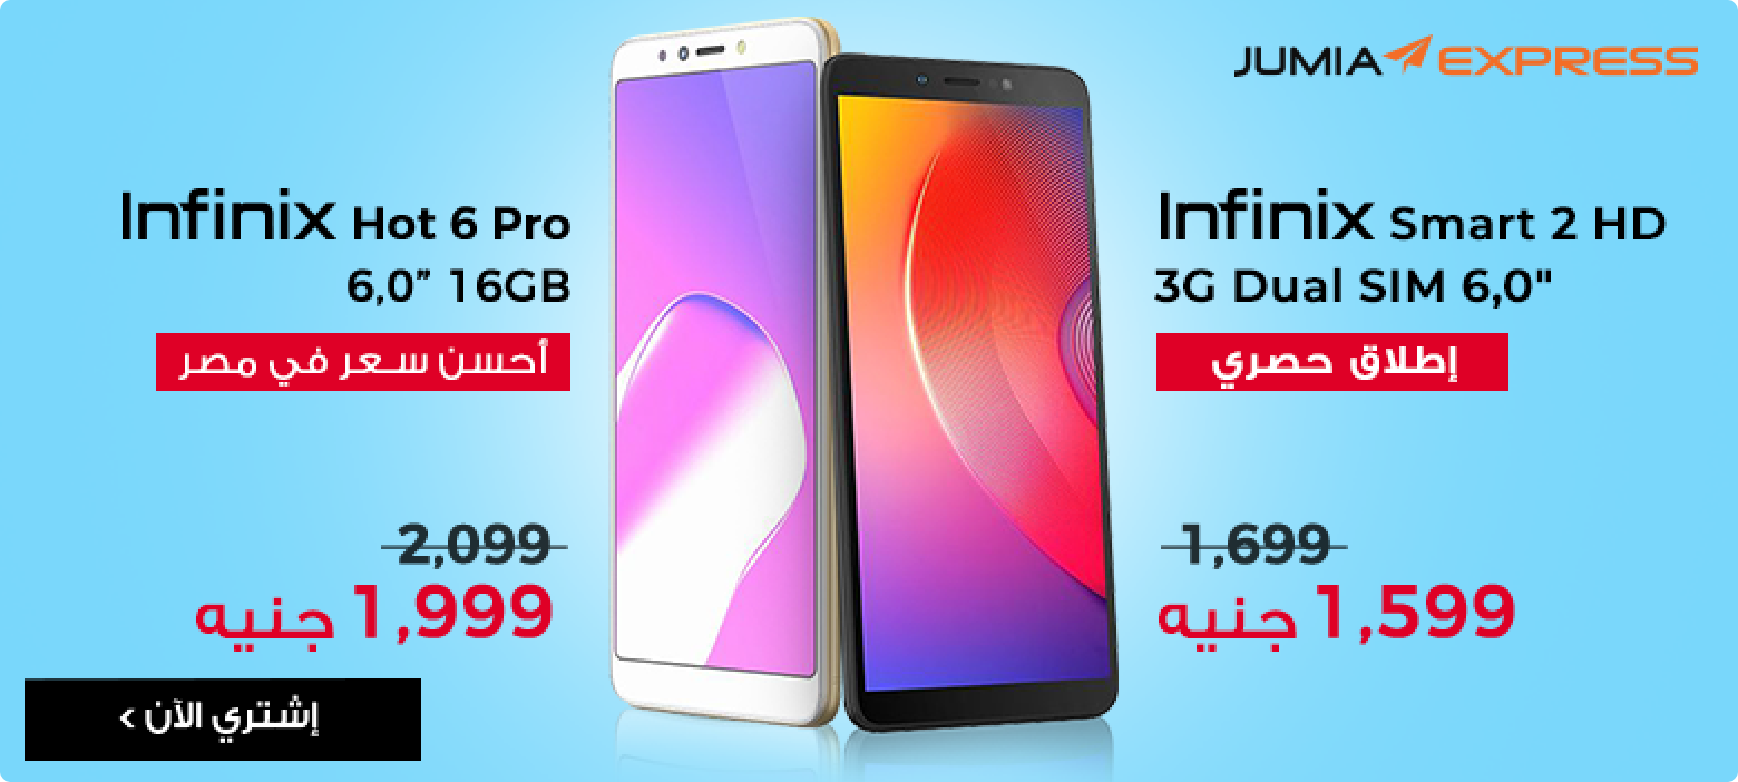 JUMIA EXPRESS
Infinix Hot 6 Pro
6,0” 16GB
أحسن سعر في مصر
2,099
1,999 جنيه
إشتري الأن >
Infinix Smart 2 HD
3G Dual SIM 6,0"
إطلاق حصري
1,699
1,599 جنيه